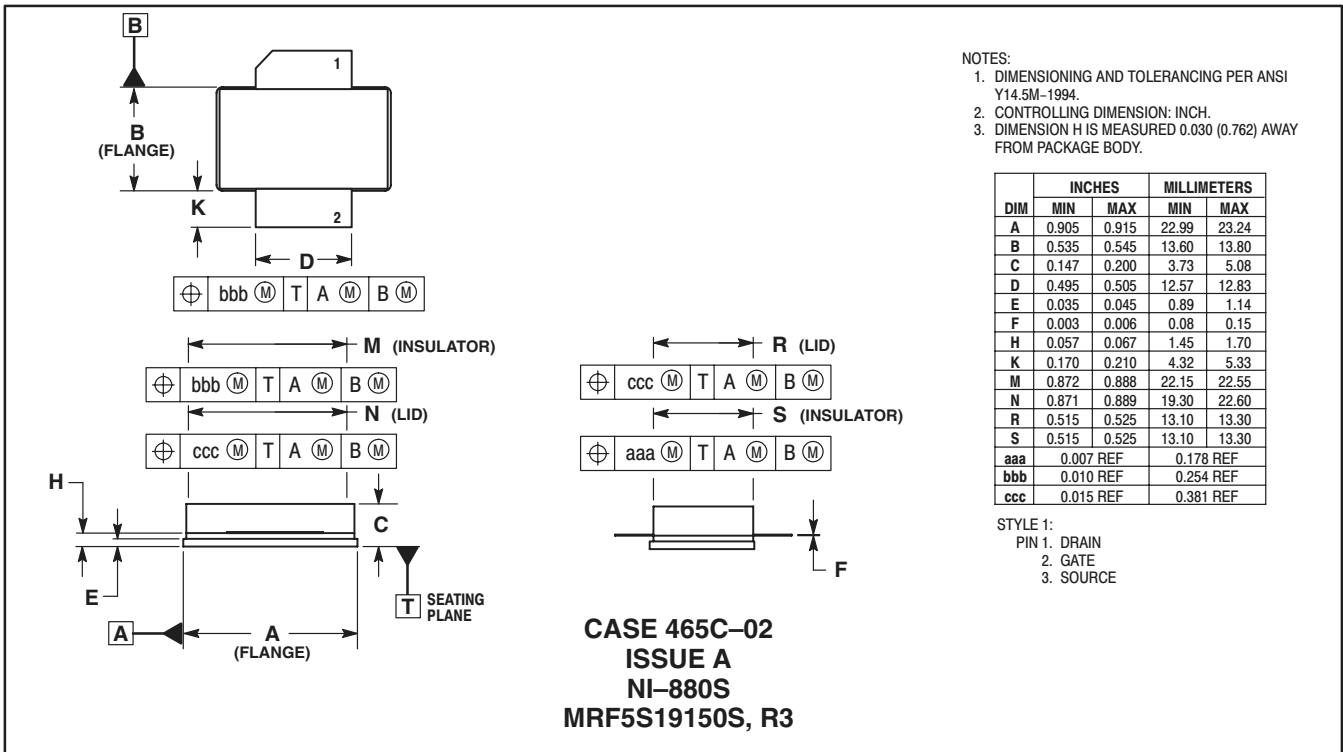 B
1
B
(FLANGE)
K
2
D
⌖ bbb Ⓜ T A Ⓜ B Ⓜ
M (INSULATOR)
⌖ bbb Ⓜ T A Ⓜ B Ⓜ
N (LID)
⌖ ccc Ⓜ T A Ⓜ B Ⓜ
H
C
E
T SEATING
PLANE
A
A
(FLANGE)
R (LID)
⌖ ccc Ⓜ T A Ⓜ B Ⓜ
S (INSULATOR)
⌖ aaa Ⓜ T A Ⓜ B Ⓜ
F
CASE 465C–02
ISSUE A
NI–880S
MRF5S19150S, R3
NOTES:
1. DIMENSIONING AND TOLERANCING PER ANSI
Y14.5M–1994.
2. CONTROLLING DIMENSION: INCH.
3. DIMENSION H IS MEASURED 0.030 (0.762) AWAY
FROM PACKAGE BODY.
INCHES MILLIMETERS
DIM MIN MAX MIN MAX
A 0.905 0.915 22.99 23.24
B 0.535 0.545 13.60 13.80
C 0.147 0.200 3.73 5.08
D 0.495 0.505 12.57 12.83
E 0.035 0.045 0.89 1.14
F 0.003 0.006 0.08 0.15
H 0.057 0.067 1.45 1.70
K 0.170 0.210 4.32 5.33
M 0.872 0.888 22.15 22.55
N 0.871 0.889 19.30 22.60
R 0.515 0.525 13.10 13.30
S 0.515 0.525 13.10 13.30
aaa 0.007 REF 0.178 REF
bbb 0.010 REF 0.254 REF
ccc 0.015 REF 0.381 REF
STYLE 1:
PIN 1. DRAIN
2. GATE
3. SOURCE